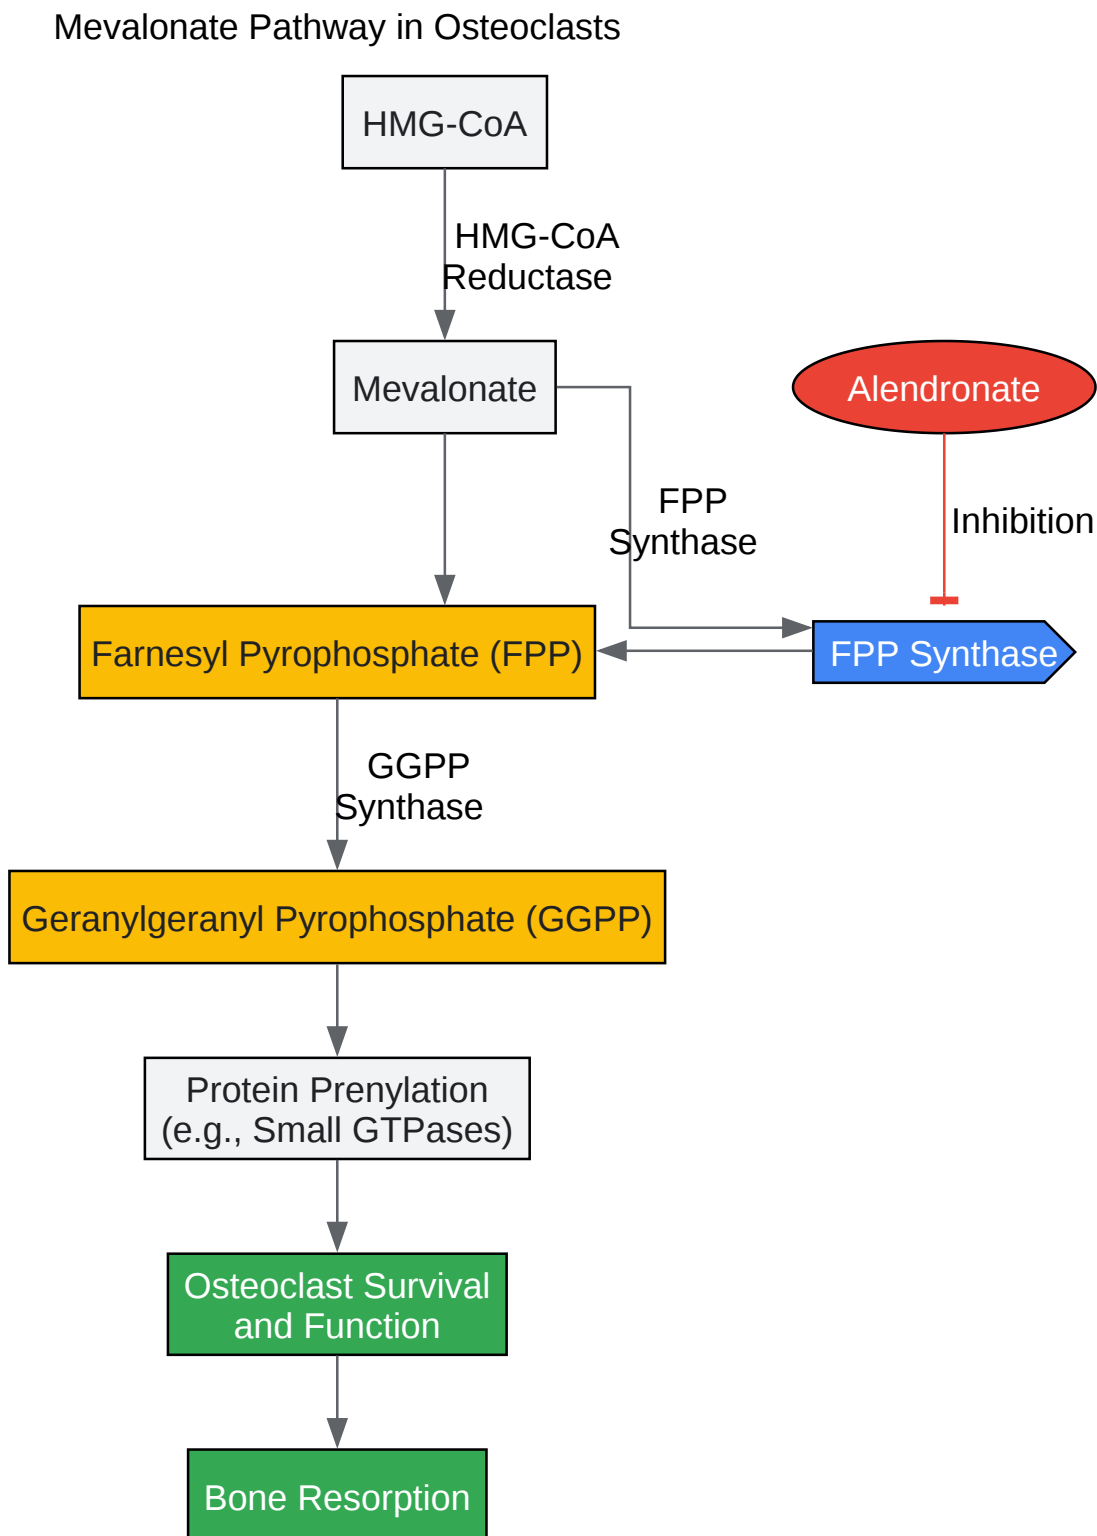 Mevalonate Pathway in Osteoclasts
HMG-CoA
HMG-CoA
Reductase
Mevalonate
Alendronate
FPP
Synthase
Inhibition
Farnesyl Pyrophosphate (FPP)
FPP Synthase
GGPP
Synthase
Geranylgeranyl Pyrophosphate (GGPP)
Protein Prenylation
(e.g., Small GTPases)
Osteoclast Survival
and Function
Bone Resorption